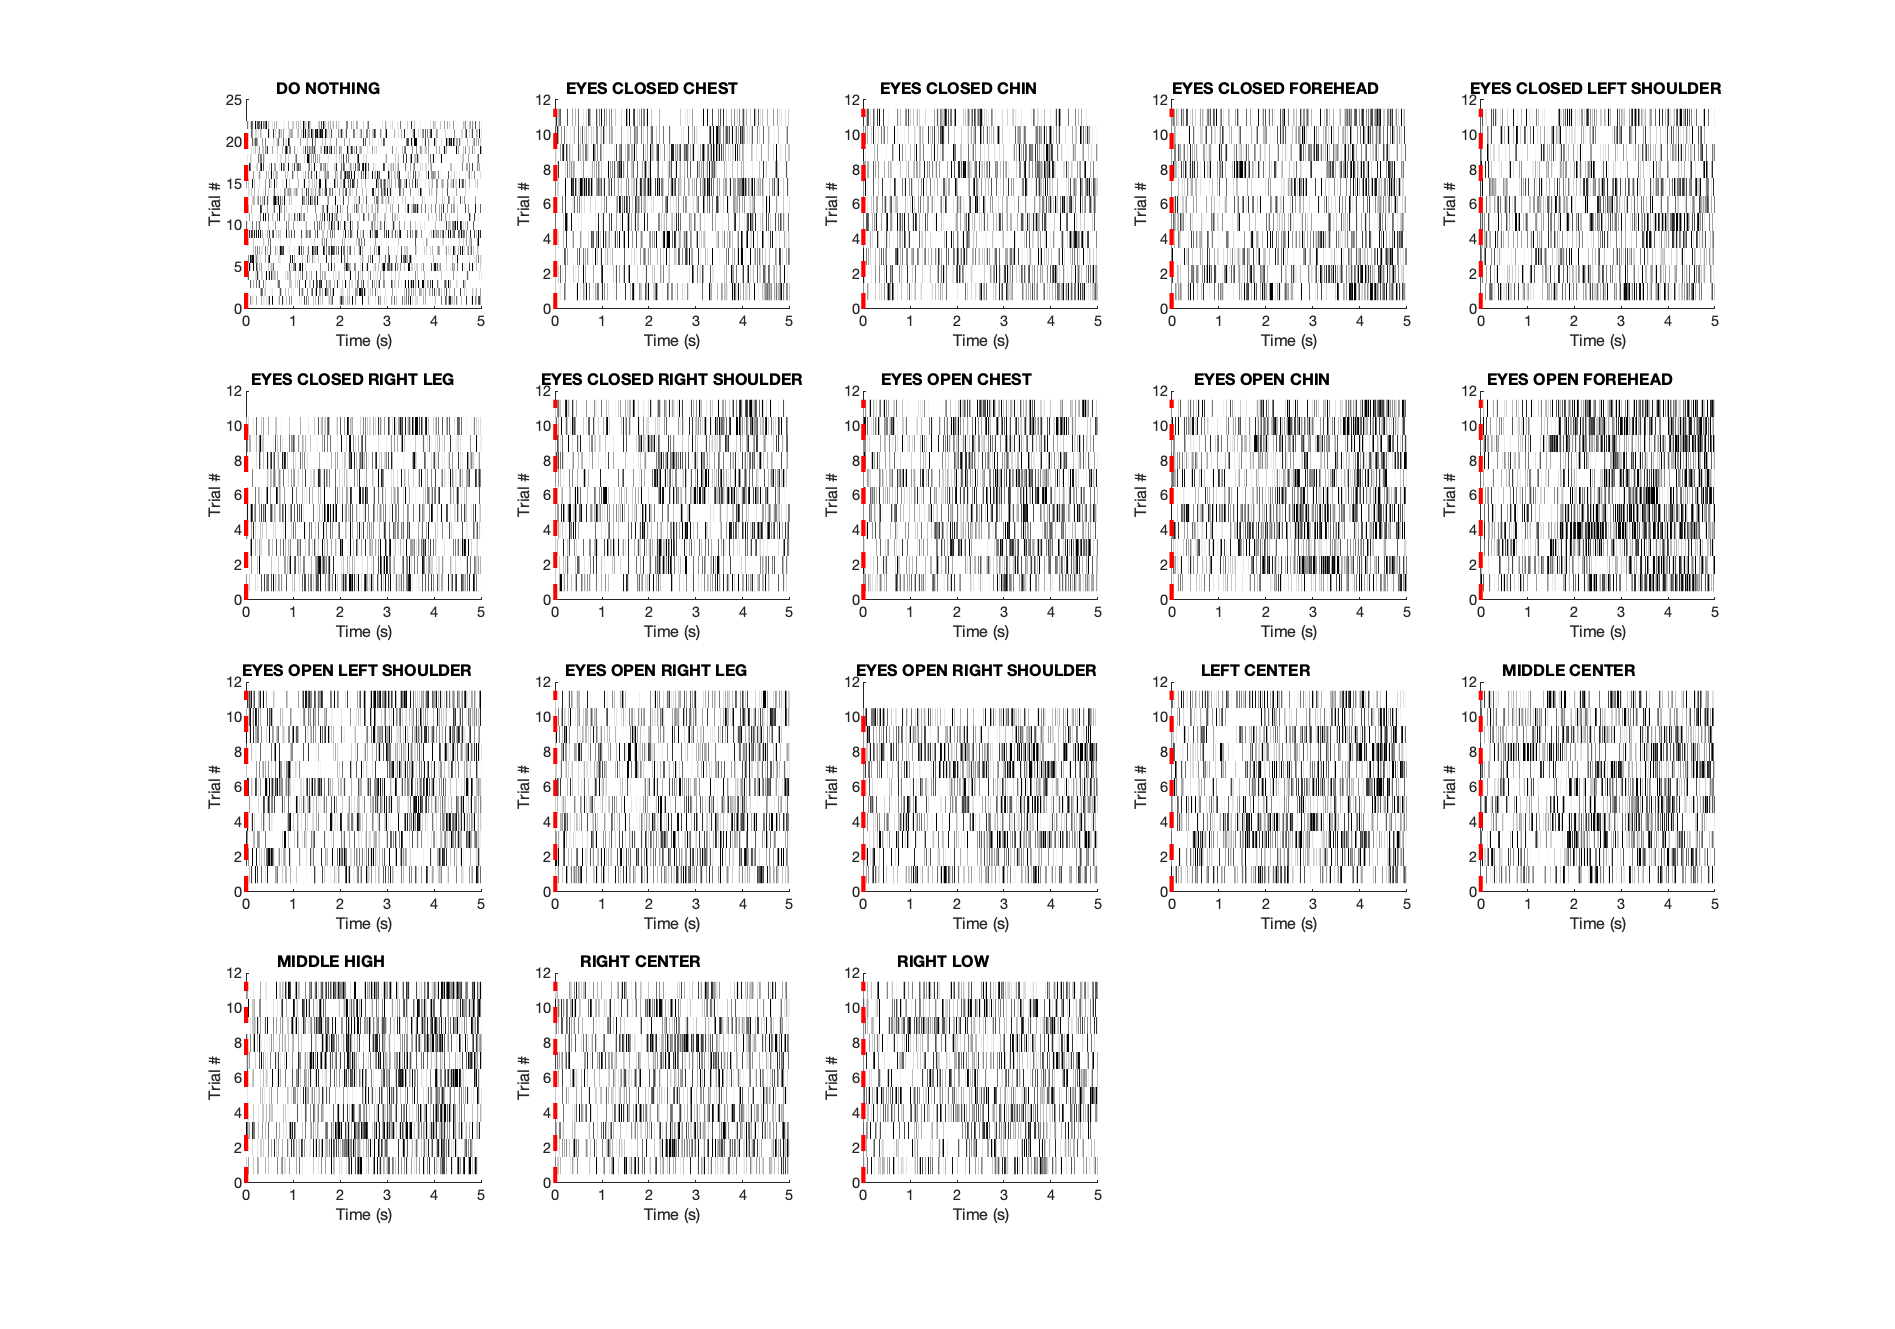 DO NOTHING
25
20
15
10
5
0
Trial #
0 1 2 3 4 5
Time (s)
EYES CLOSED CHEST
12
10
8
6
4
2
0
Trial #
0 1 2 3 4 5
Time (s)
EYES CLOSED CHIN
12
10
8
6
4
2
0
Trial #
0 1 2 3 4 5
Time (s)
EYES CLOSED FOREHEAD
12
10
8
6
4
2
0
Trial #
0 1 2 3 4 5
Time (s)
EYES CLOSED LEFT SHOULDER
12
10
8
6
4
2
0
Trial #
0 1 2 3 4 5
Time (s)
EYES CLOSED RIGHT LEG
12
10
8
6
4
2
0
Trial #
0 1 2 3 4 5
Time (s)
EYES CLOSED RIGHT SHOULDER
12
10
8
6
4
2
0
Trial #
0 1 2 3 4 5
Time (s)
EYES OPEN CHEST
12
10
8
6
4
2
0
Trial #
0 1 2 3 4 5
Time (s)
EYES OPEN CHIN
12
10
8
6
4
2
0
Trial #
0 1 2 3 4 5
Time (s)
EYES OPEN FOREHEAD
12
10
8
6
4
2
0
Trial #
0 1 2 3 4 5
Time (s)
EYES OPEN LEFT SHOULDER
12
10
8
6
4
2
0
Trial #
0 1 2 3 4 5
Time (s)
EYES OPEN RIGHT LEG
12
10
8
6
4
2
0
Trial #
0 1 2 3 4 5
Time (s)
EYES OPEN RIGHT SHOULDER
12
10
8
6
4
2
0
Trial #
0 1 2 3 4 5
Time (s)
LEFT CENTER
12
10
8
6
4
2
0
Trial #
0 1 2 3 4 5
Time (s)
MIDDLE CENTER
12
10
8
6
4
2
0
Trial #
0 1 2 3 4 5
Time (s)
MIDDLE HIGH
12
10
8
6
4
2
0
Trial #
0 1 2 3 4 5
Time (s)
RIGHT CENTER
12
10
8
6
4
2
0
Trial #
0 1 2 3 4 5
Time (s)
RIGHT LOW
12
10
8
6
4
2
0
Trial #
0 1 2 3 4 5
Time (s)